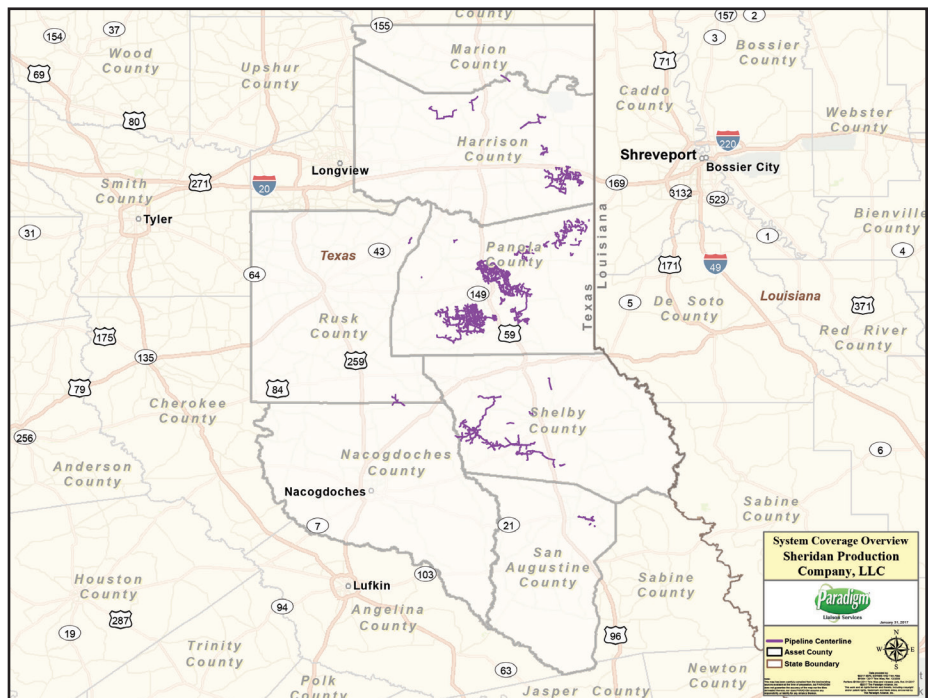 County
155
157
2
37
154
3
Wood
County
Marion
County
Bossier
County
69
Upshur
County
71
Caddo
County
80
Webster
County
Harrison
County
220
Shreveport
Bossier City
Longview
271
20
Smith
County
169
3132
523
Tyler
31
Bienville
County
1
4
Texas
43
Panola
County
Texas
Louisiana
64
171
49
149
5
De Soto
County
Louisiana
371
Rusk
County
59
Red River
County
175
135
259
79
84
Cherokee
County
Shelby
County
256
6
Nacogdoches
County
Anderson
County
Nacogdoches
Sabine
County
7
21
San
Augustine
County
System Coverage Overview
Sheridan Production
Company, LLC
Houston
County
103
Sabine
County
Lufkin
Paradigm
Liaison Services
January 31, 2017
94
Angelina
County
287
19
96
Pipeline Centerline
Asset County
State Boundary
N
W
E
S
Trinity
County
63
Newton
County
Polk
County
Jasper County